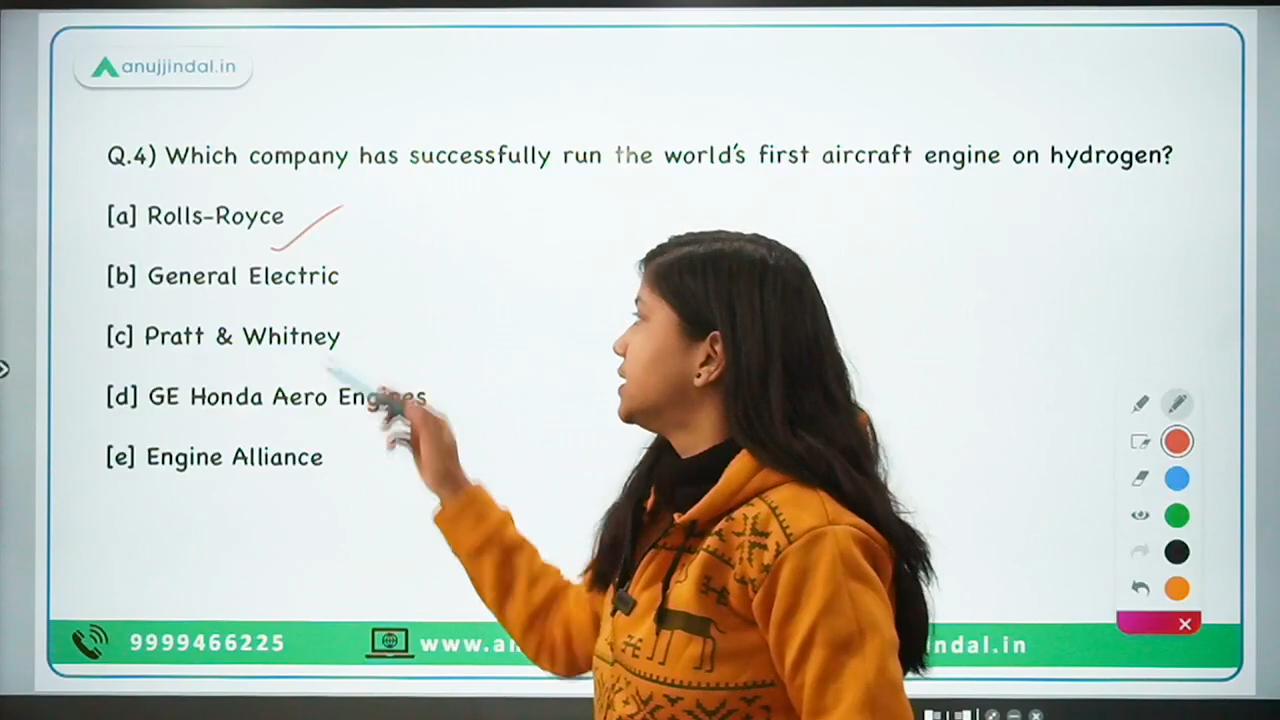 anujjindal.in
Q.4) Which company has successfully run the world's first aircraft engine on hydrogen?
[a] Rolls-Royce
[b] General Electric
[c] Pratt & Whitney
[d] GE Honda Aero Engines
[e] Engine Alliance
9999466225 www.an ndal.in